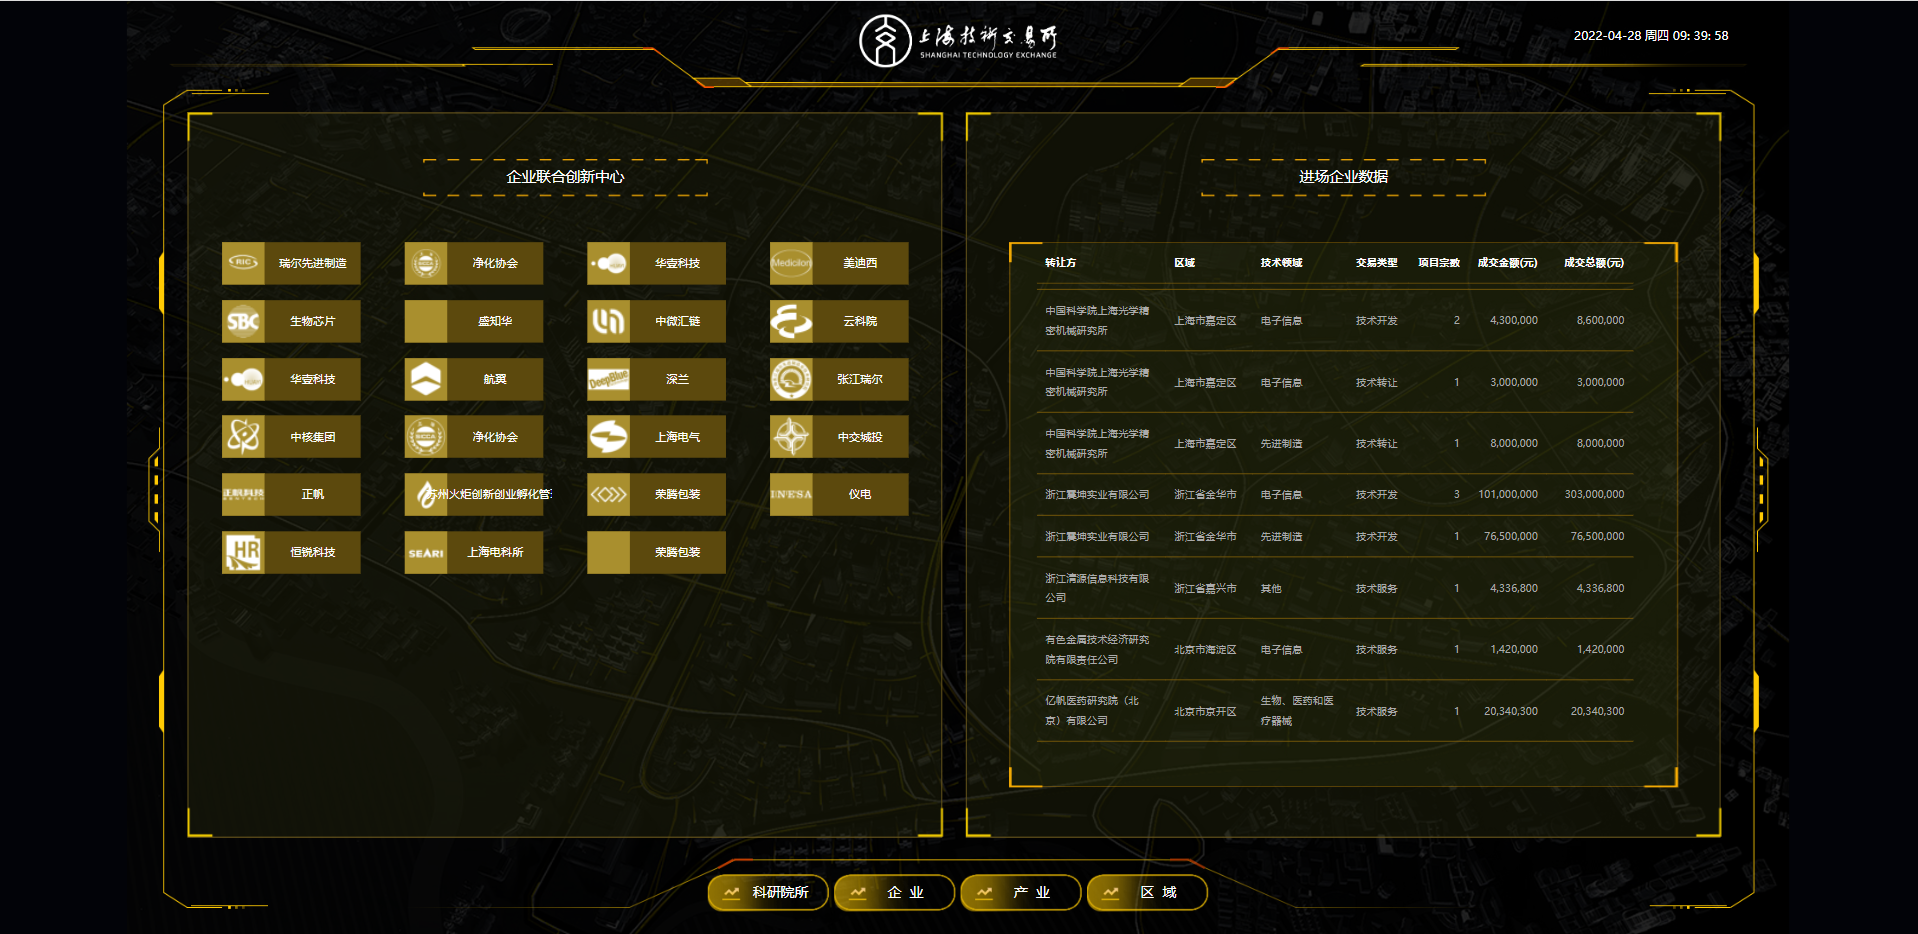 上海技術交易所
SHANGHAI TECHNOLOGY EXCHANGE
2022-04-28 周四 09: 39: 58
企业联合创新中心
RIC 瑞尔先进制造
SICCA 净化协会
华壹科技
Medicilon 美迪西
SBC 生物芯片
盛知华
中微汇链
云科院
华壹科技
航翼
DeepBlue 深兰
张江瑞尔
中核集团
SICCA 净化协会
上海电气
中交城投
正帆
苏州火炬创新创业孵化管
荣腾包装
INESA 仪电
HR 恒锐科技
SEARI 上海电科所
荣腾包装
进场企业数据
转让方 区域 技术领域 交易类型 项目宗数 成交金额(元) 成交总额(元)
中国科学院上海光学精
密机械研究所
上海市嘉定区 电子信息 技术开发 2 4,300,000 8,600,000
中国科学院上海光学精
密机械研究所
上海市嘉定区 电子信息 技术转让 1 3,000,000 3,000,000
中国科学院上海光学精
密机械研究所
上海市嘉定区 先进制造 技术转让 1 8,000,000 8,000,000
浙江震坤实业有限公司 浙江省金华市 电子信息 技术开发 3 101,000,000 303,000,000
浙江震坤实业有限公司 浙江省金华市 先进制造 技术开发 1 76,500,000 76,500,000
浙江清源信息科技有限
公司
浙江省嘉兴市 其他 技术服务 1 4,336,800 4,336,800
有色金属技术经济研究
院有限责任公司
北京市海淀区 电子信息 技术服务 1 1,420,000 1,420,000
亿帆医药研究院（北
京）有限公司
北京市京开区
生物、医药和医
疗器械
技术服务 1 20,340,300 20,340,300
科研院所
企 业
产 业
区 域